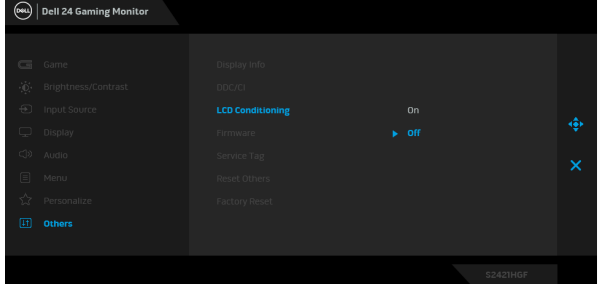 DELL Dell 24 Gaming Monitor
Game
Display Info
Brightness/Contrast
DDC/CI
Input Source
LCD Conditioning
On
Display
Firmware
Off
Audio
Service Tag
Menu
Reset Others
Personalize
Factory Reset
Others
S2421HGF